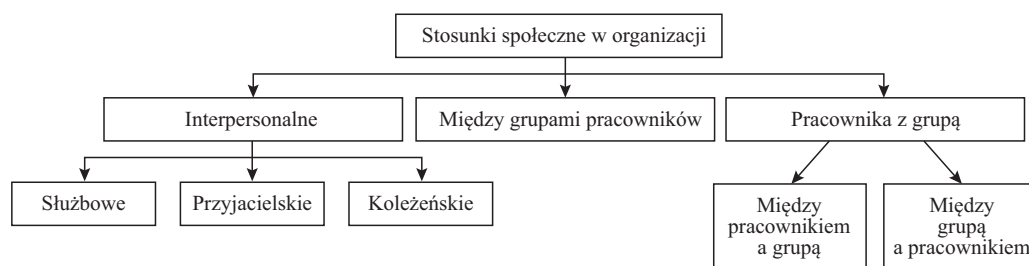 Stosunki społeczne w organizacji
Interpersonalne
Między grupami pracowników
Pracownika z grupą
Służbowe
Przyjacielskie
Koleżeńskie
Między
pracownikiem
a grupą
Między
grupą
a pracownikiem